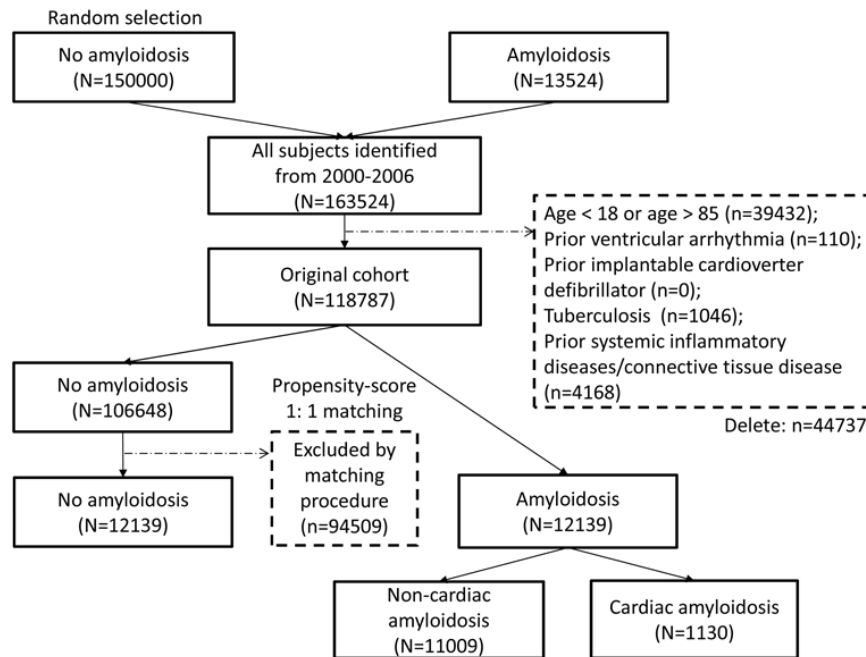 Random selection
No amyloidosis
(N=150000)
Amyloidosis
(N=13524)
All subjects identified
from 2000-2006
(N=163524)
Age < 18 or age > 85 (n=39432);
Prior ventricular arrhythmia (n=110);
Prior implantable cardioverter
defibrillator (n=0);
Tuberculosis (n=1046);
Prior systemic inflammatory
diseases/connective tissue disease
(n=4168)
Delete: n=44737
Original cohort
(N=118787)
No amyloidosis
(N=106648)
Propensity-score
1: 1 matching
Excluded by
matching
procedure
(n=94509)
No amyloidosis
(N=12139)
Amyloidosis
(N=12139)
Non-cardiac
amyloidosis
(N=11009)
Cardiac amyloidosis
(N=1130)